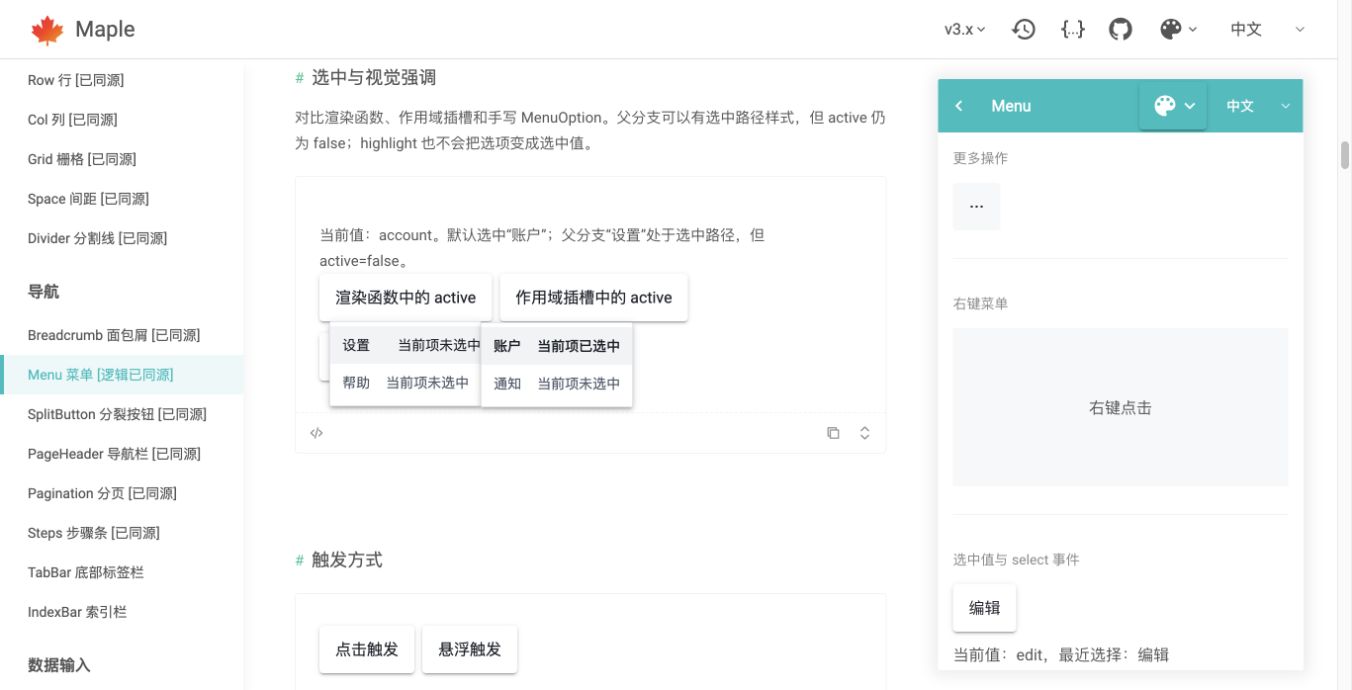 Maple
v3.x
中文
Row 行 [已同源]
Col 列 [已同源]
Grid 栅格 [已同源]
Space 间距 [已同源]
Divider 分割线 [已同源]
导航
Breadcrumb 面包屑 [已同源]
Menu 菜单 [逻辑已同源]
SplitButton 分裂按钮 [已同源]
PageHeader 导航栏 [已同源]
Pagination 分页 [已同源]
Steps 步骤条 [已同源]
TabBar 底部标签栏
IndexBar 索引栏
数据输入
# 选中与视觉强调
对比渲染函数、作用域插槽和手写 MenuOption。父分支可以有选中路径样式，但 active 仍
为 false；highlight 也不会把选项变成选中值。
当前值：account。默认选中“账户”；父分支“设置”处于选中路径，但
active=false。
渲染函数中的 active
作用域插槽中的 active
设置 当前项未选中
帮助 当前项未选中
账户 当前项已选中
通知 当前项未选中
# 触发方式
点击触发
悬浮触发
Menu
中文
更多操作
...
右键菜单
右键点击
选中值与 select 事件
编辑
当前值：edit，最近选择：编辑